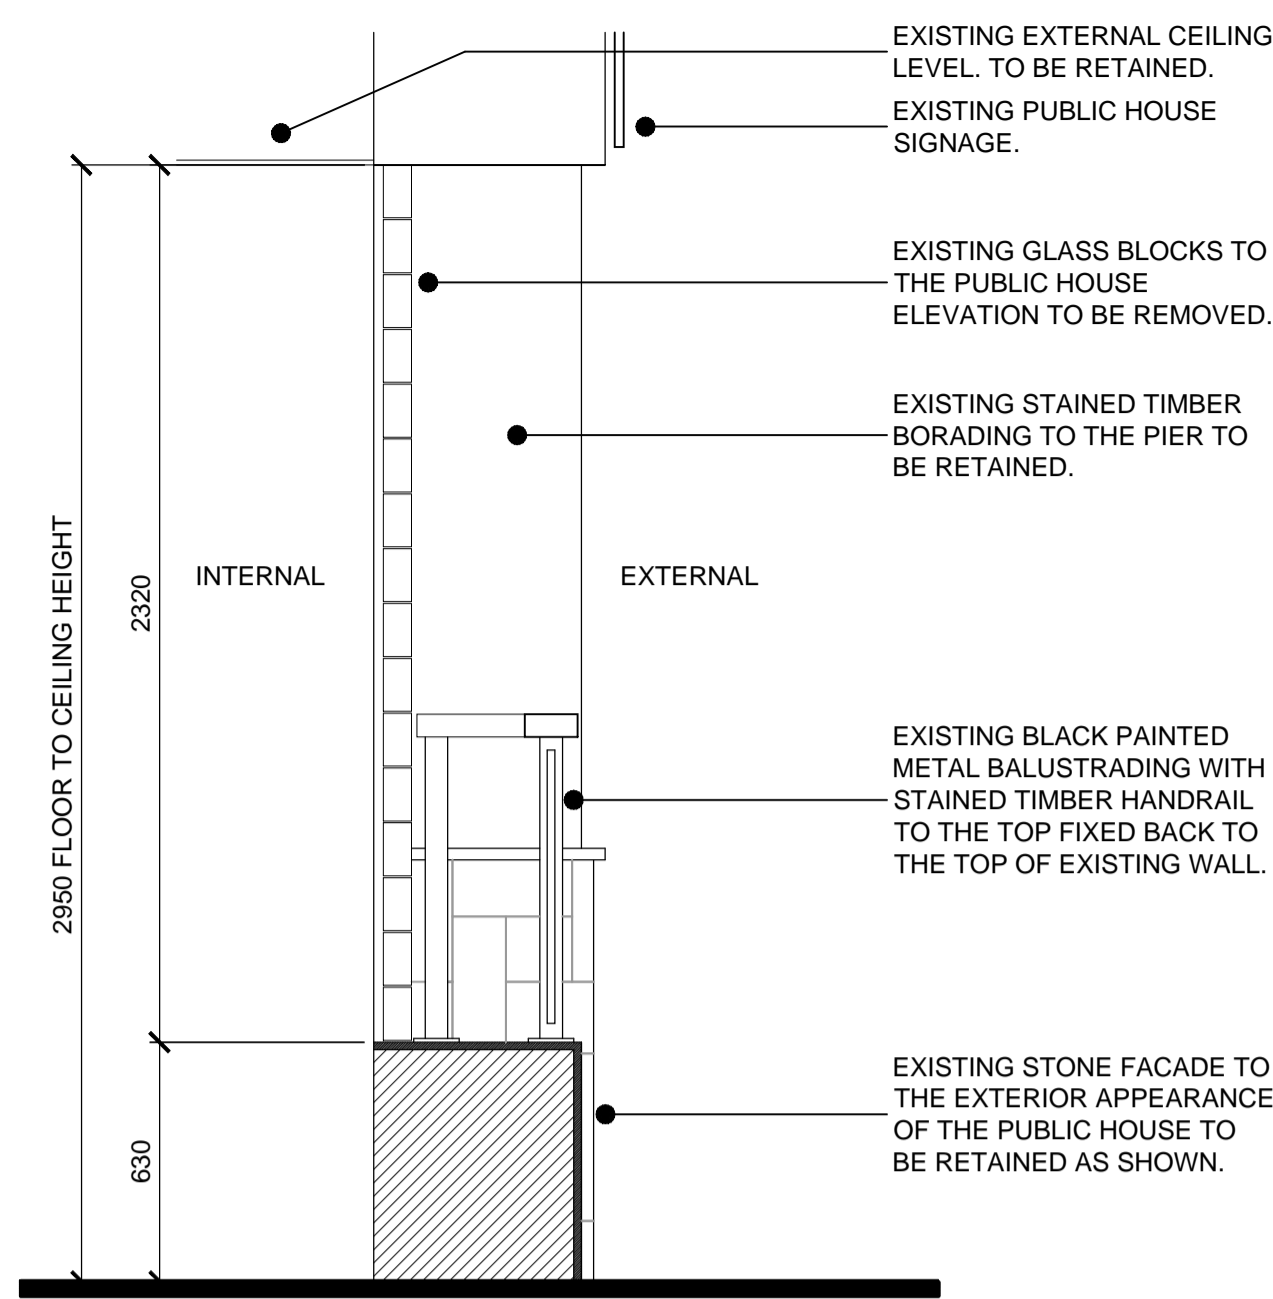 EXISTING EXTERNAL CEILING
LEVEL. TO BE RETAINED.
EXISTING PUBLIC HOUSE
SIGNAGE.
EXISTING GLASS BLOCKS TO
THE PUBLIC HOUSE
ELEVATION TO BE REMOVED.
EXISTING STAINED TIMBER
BORADING TO THE PIER TO
BE RETAINED.
2950 FLOOR TO CEILING HEIGHT
2320
INTERNAL
EXTERNAL
EXISTING BLACK PAINTED
METAL BALUSTRADING WITH
STAINED TIMBER HANDRAIL
TO THE TOP FIXED BACK TO
THE TOP OF EXISTING WALL.
630
EXISTING STONE FACADE TO
THE EXTERIOR APPEARANCE
OF THE PUBLIC HOUSE TO
BE RETAINED AS SHOWN.